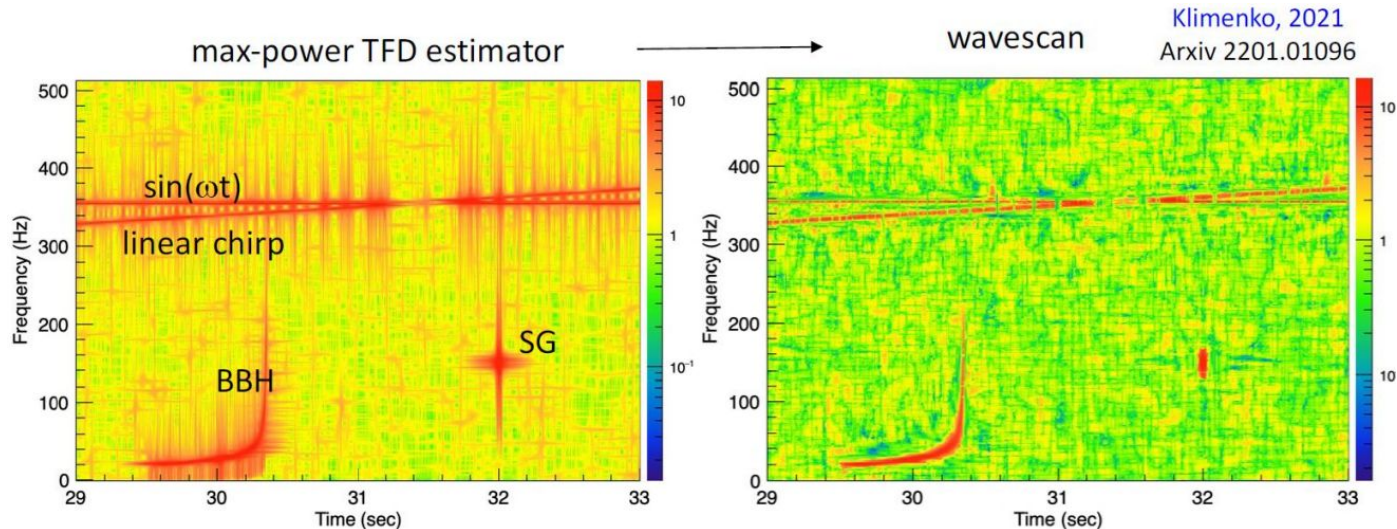 max-power TFD estimator
wavescan
Klimenko, 2021
Arxiv 2201.01096
500
400
300
200
100
0
Frequency (Hz)
29
30
31
32
33
Time (sec)
sin(ωt)
linear chirp
BBH
SG
10
1
10⁻¹
500
400
300
200
100
0
Frequency (Hz)
29
30
31
32
33
Time (sec)
10
1
10